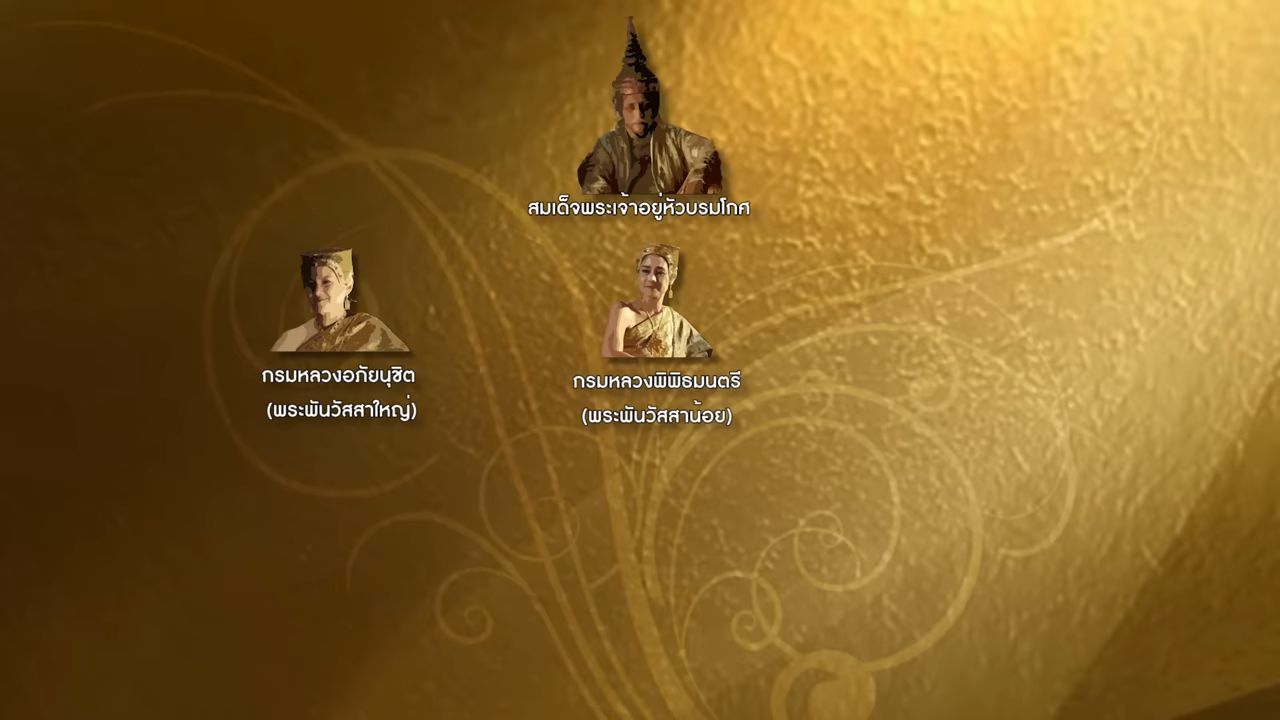 สมเด็จพระเจ้าอยู่หัวบรมโกศ
กรมหลวงอภัยนุชิต
(พระพันวัสสาใหญ่)
กรมหลวงพิพิธมนตรี
(พระพันวัสสาน้อย)